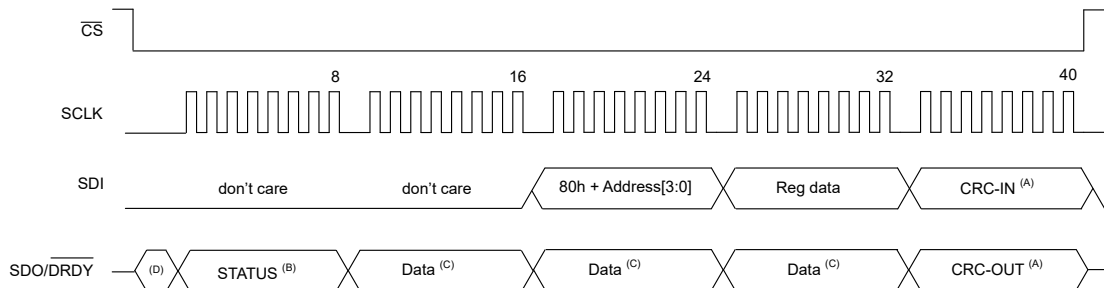 CS
8 16 24 32 40
SCLK
SDI don't care don't care 80h + Address[3:0] Reg data CRC-IN (A)
SDO/DRDY (D) STATUS (B) Data (C) Data (C) Data (C) CRC-OUT (A)